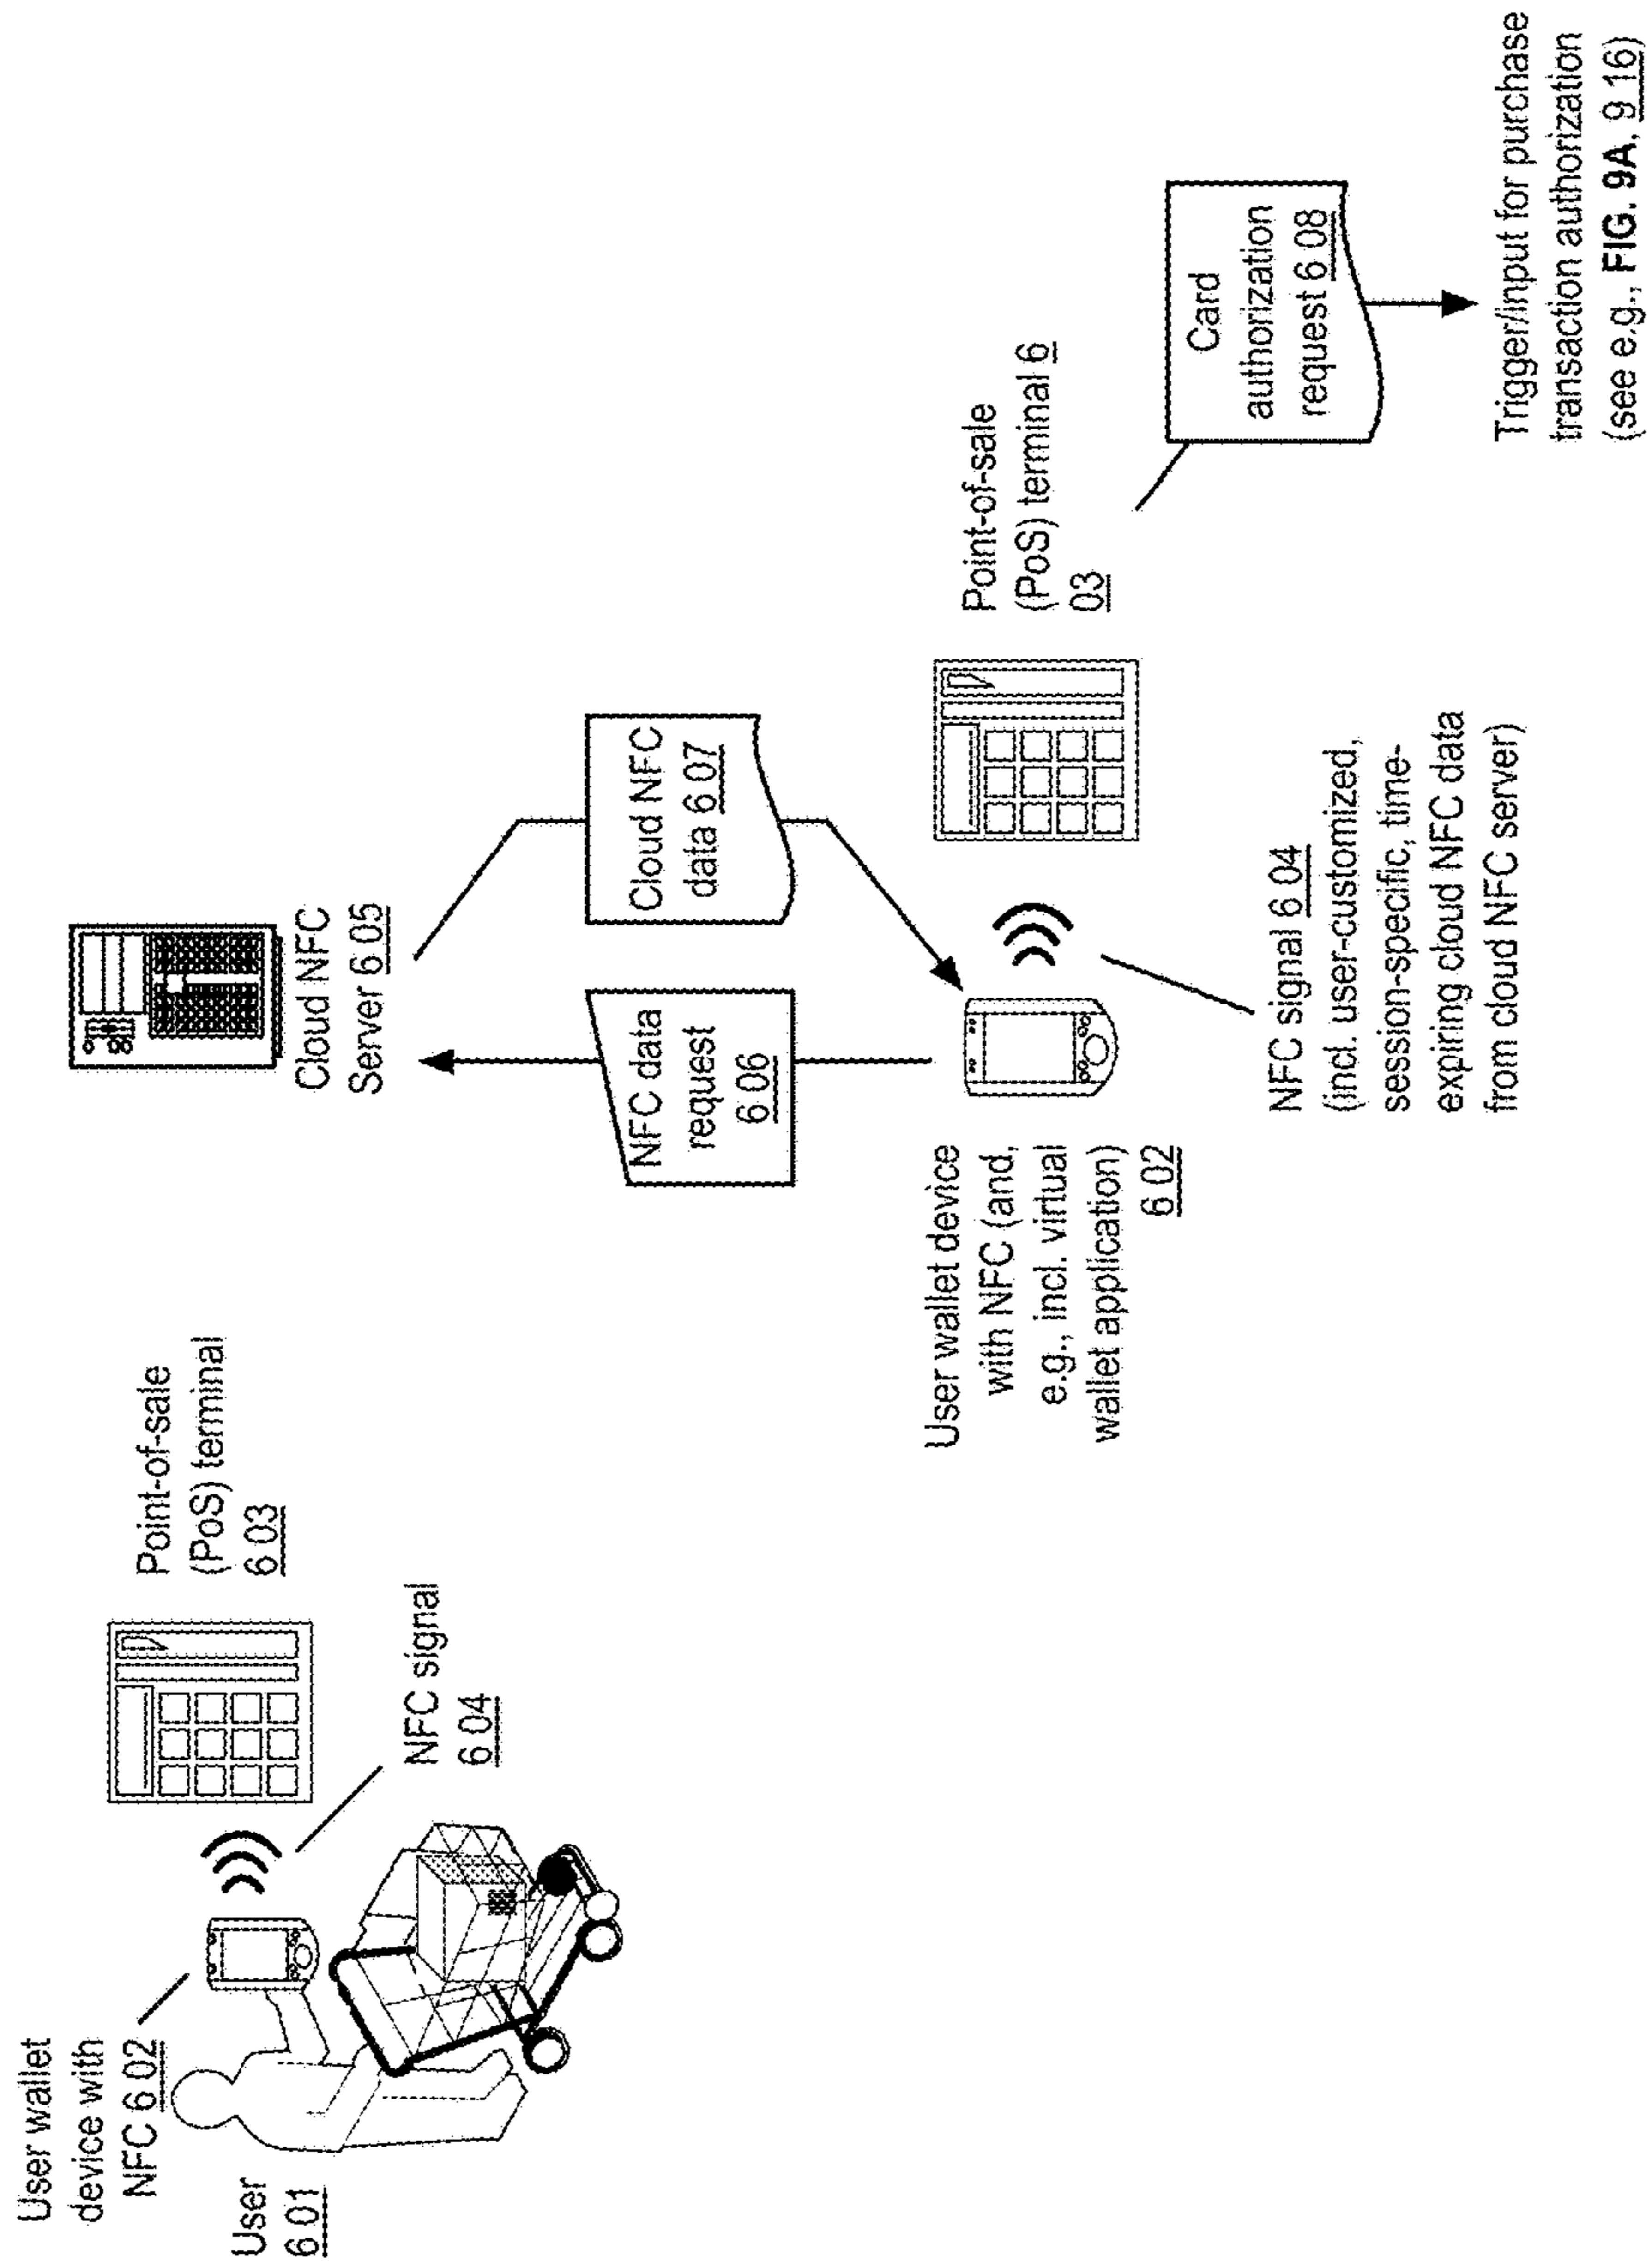 User wallet
device with
NFC 6 02
User
6 01
NFC signal
6 04
Point-of-sale
(PoS) terminal
6 03
Cloud NFC
Server 6 05
NFC data
request
6 06
Cloud NFC
data 6 07
User wallet device
with NFC (and,
e.g., incl. virtual
wallet application)
6 02
NFC signal 6 04
(incl. user-customized,
session-specific, time-
expiring cloud NFC data
from cloud NFC server)
Point-of-sale
(PoS) terminal 6
03
Card
authorization
request 6 08
Trigger/input for purchase
transaction authorization
(see e.g., FIG. 9A, 9 16)